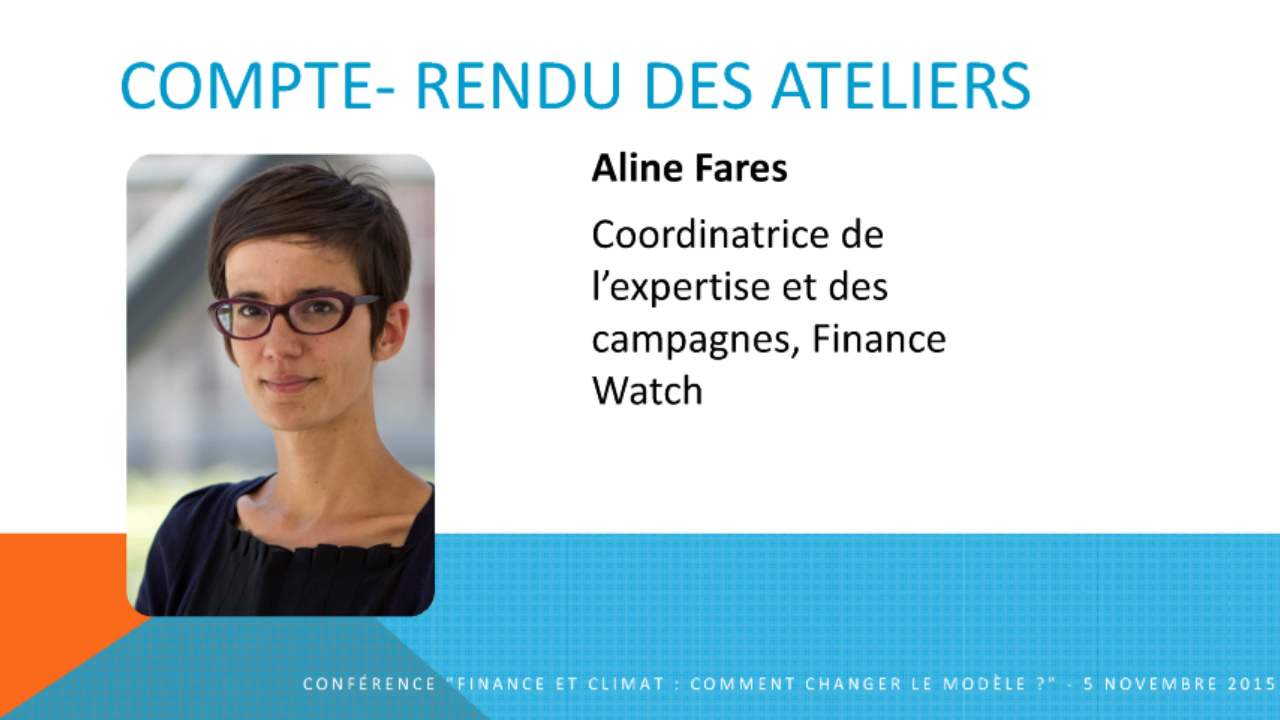 COMPTE- RENDU DES ATELIERS
Aline Fares
Coordinatrice de
l’expertise et des
campagnes, Finance
Watch
CONFÉRENCE "FINANCE ET CLIMAT : COMMENT CHANGER LE MODÈLE ?" - 5 NOVEMBRE 2015